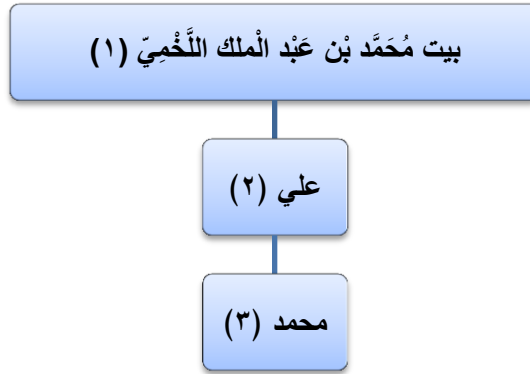 بيت مُحَمَّد بْن عَبْد الْملك اللَّخْمِيّ (١)
علي (٢)
محمد (٣)